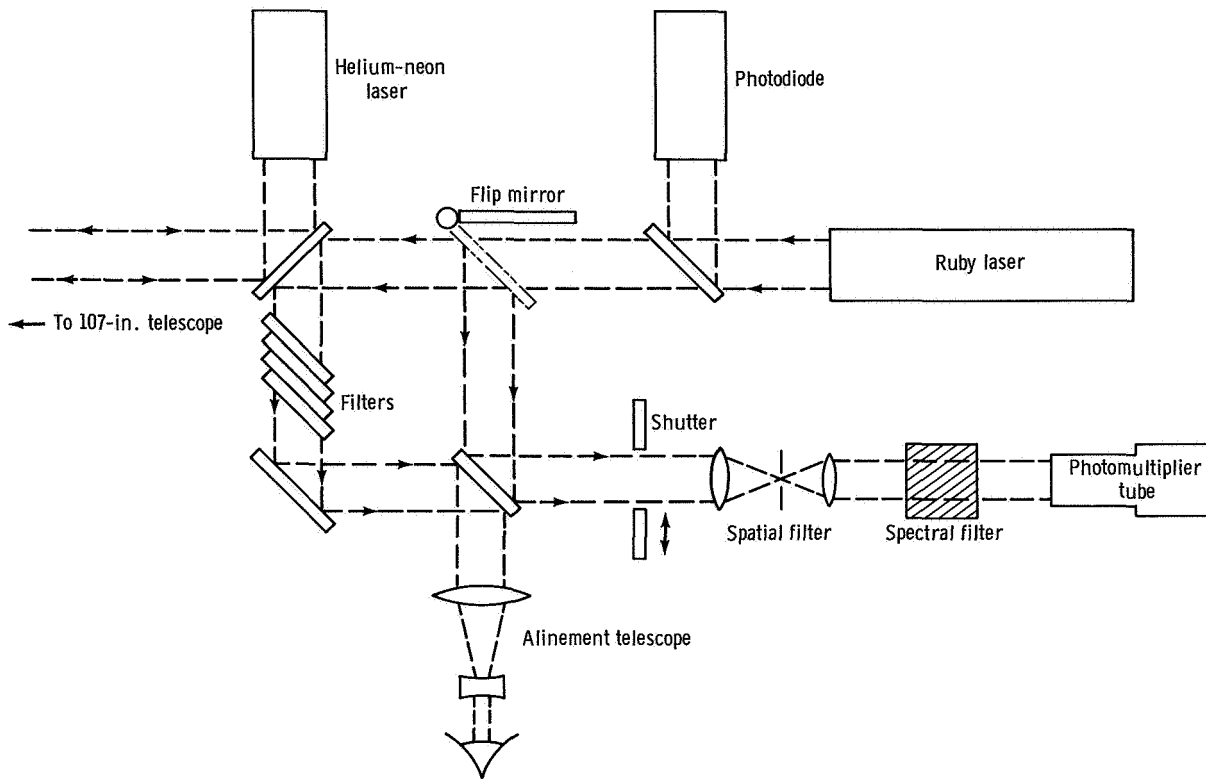 Helium-neon
laser
Photodiode
Flip mirror
Ruby laser
To 107-in. telescope
Filters
Shutter
Photomultiplier
tube
Spatial filter
Spectral filter
Alinement telescope